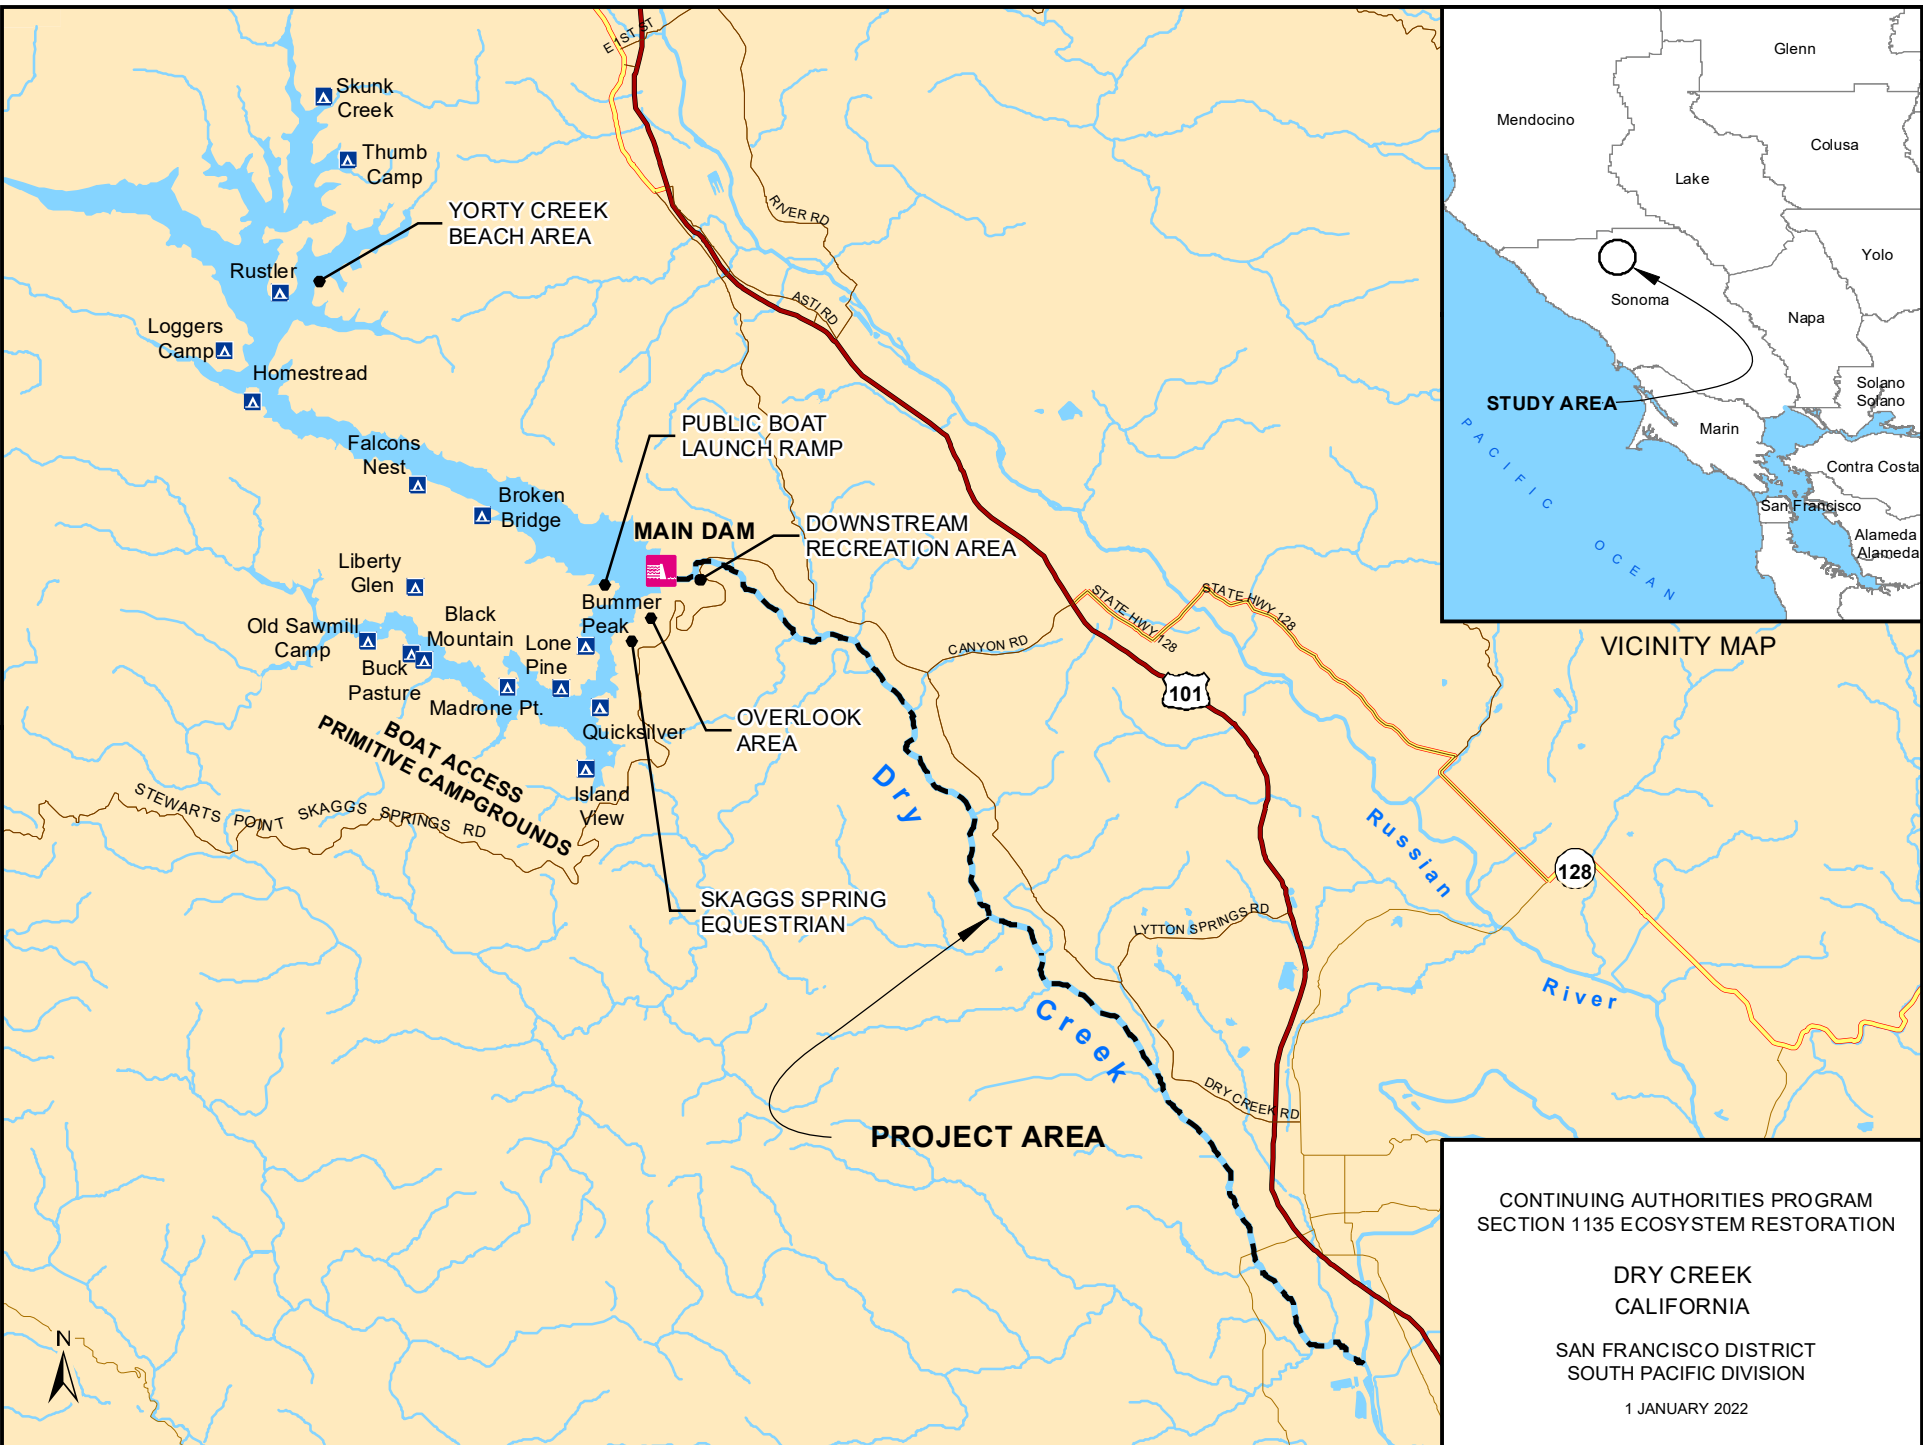 E 1ST ST
Skunk
Creek
Thumb
Camp
YORTY CREEK
BEACH AREA
RIVER RD
Rustler
ASTI RD
Loggers
Camp
Homestread
PUBLIC BOAT
LAUNCH RAMP
Falcons
Nest
Broken
Bridge
MAIN DAM
DOWNSTREAM
RECREATION AREA
Liberty
Glen
Bummer
Peak
Black
Mountain
Old Sawmill
Camp
Lone
Pine
Buck
Pasture
Madrone Pt.
Quicksilver
OVERLOOK
AREA
BOAT ACCESS
PRIMITIVE CAMPGROUNDS
Island
View
STEWARTS POINT SKAGGS SPRINGS RD
SKAGGS SPRING
EQUESTRIAN
CANYON RD
STATE HWY 128
STATE HWY 128
101
128
Dry
Creek
Russian
River
LYTTON SPRINGS RD
DRY CREEK RD
PROJECT AREA
N
Glenn
Mendocino
Colusa
Lake
Yolo
Sonoma
Napa
STUDY AREA
Solano
Solano
Marin
Contra Costa
San Francisco
Alameda
Alameda
PACIFIC
OCEAN
VICINITY MAP
CONTINUING AUTHORITIES PROGRAM
SECTION 1135 ECOSYSTEM RESTORATION
DRY CREEK
CALIFORNIA
SAN FRANCISCO DISTRICT
SOUTH PACIFIC DIVISION
1 JANUARY 2022